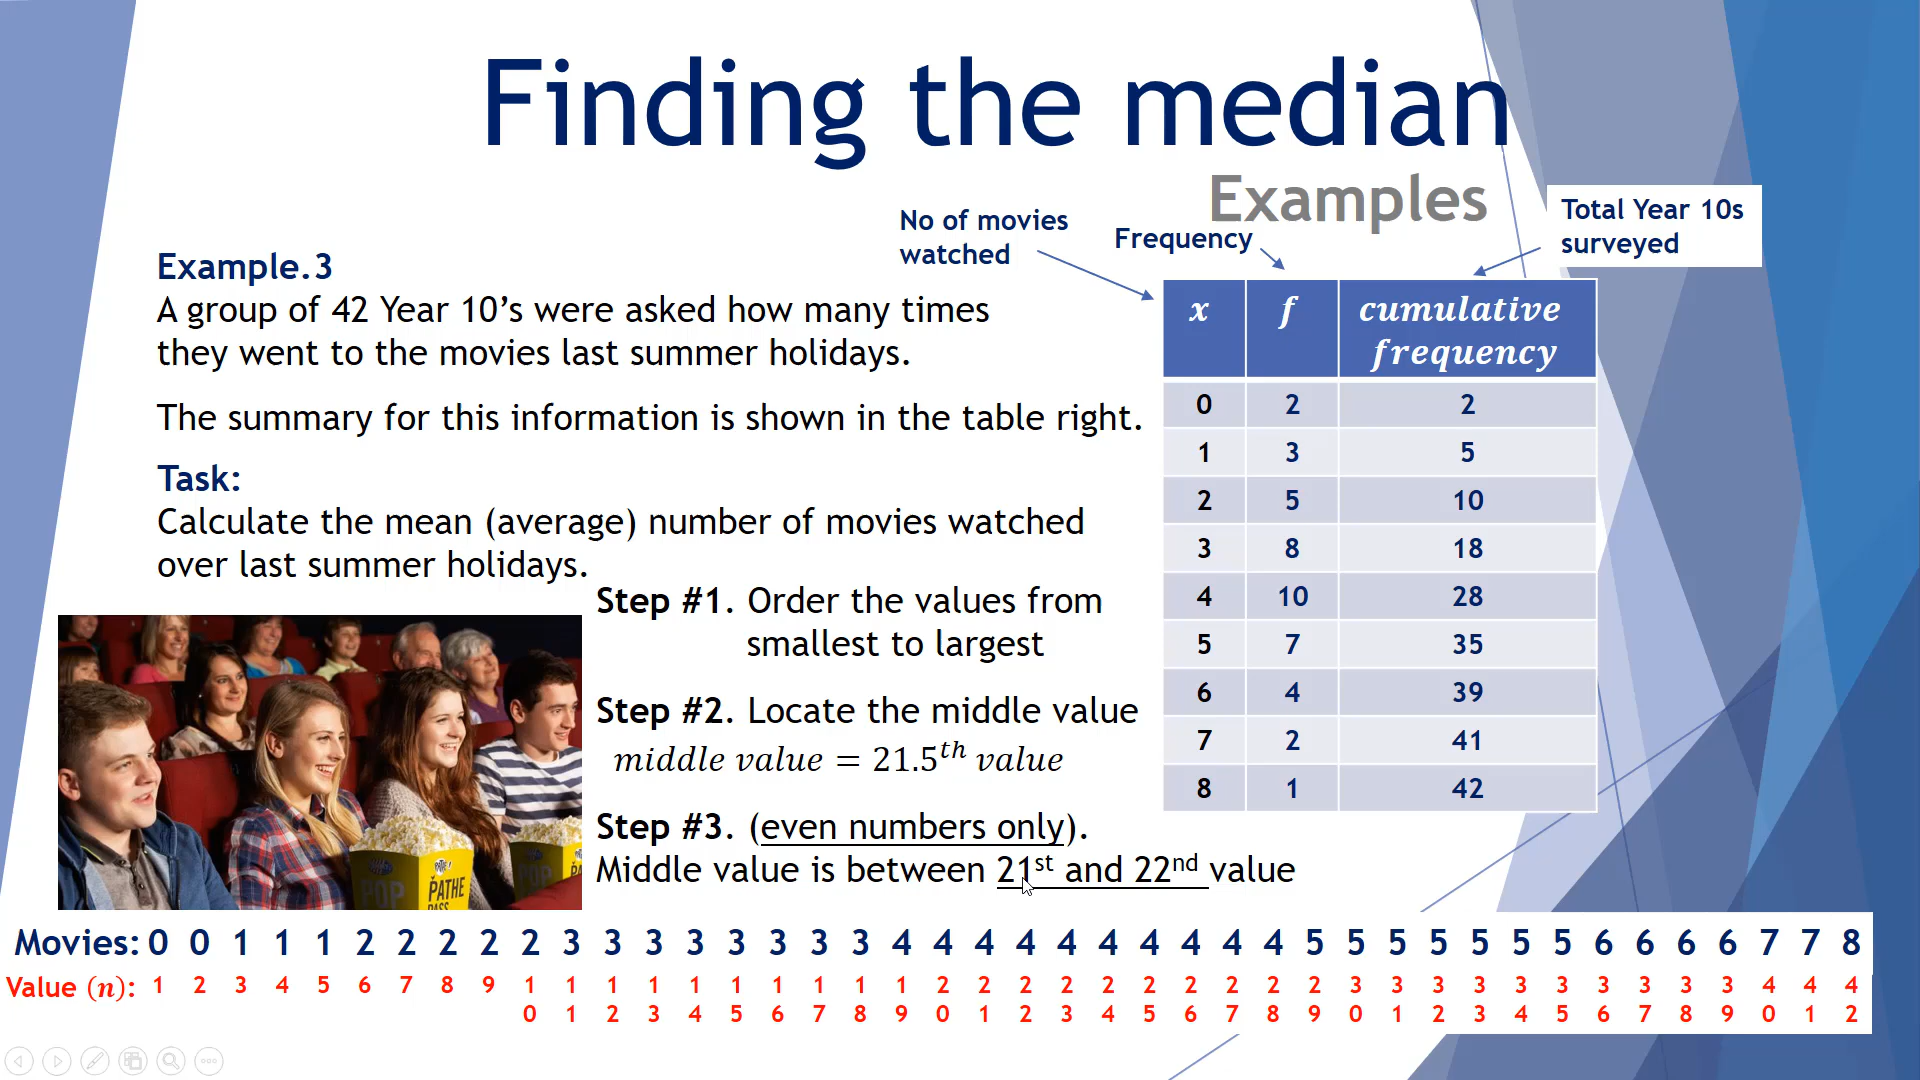 Finding the median
Examples
No of movies
watched
Frequency
Total Year 10s
surveyed
Example.3
A group of 42 Year 10’s were asked how many times
they went to the movies last summer holidays.
The summary for this information is shown in the table right.
Task:
Calculate the mean (average) number of movies watched
over last summer holidays.
x f cumulative frequency
0 2 2
1 3 5
2 5 10
3 8 18
4 10 28
5 7 35
6 4 39
7 2 41
8 1 42
Step #1. Order the values from
smallest to largest
Step #2. Locate the middle value
middle value = 21.5th value
Step #3. (even numbers only).
Middle value is between 21st and 22nd value
POP
PATHE
Movies: 0 0 1 1 1 2 2 2 2 2 3 3 3 3 3 3 3 3 4 4 4 4 4 4 4 4 4 4 5 5 5 5 5 5 5 6 6 6 6 7 7 8
Value (n): 1 2 3 4 5 6 7 8 9 10 11 12 13 14 15 16 17 18 19 20 21 22 23 24 25 26 27 28 29 30 31 32 33 34 35 36 37 38 39 40 41 42